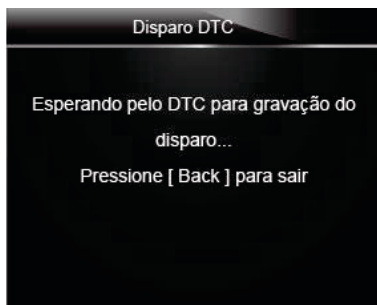 Disparo DTC
Esperando pelo DTC para gravação do
disparo...
Pressione [ Back ] para sair